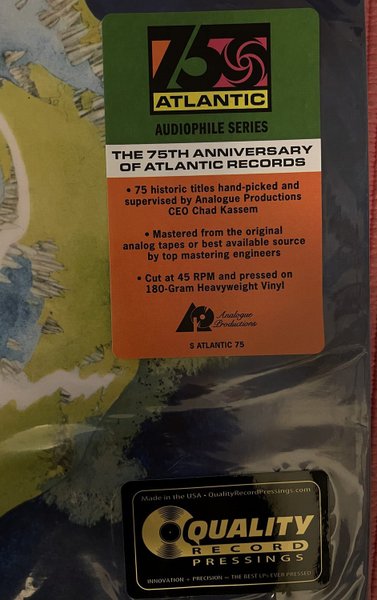 75
ATLANTIC
AUDIOPHILE SERIES
THE 75TH ANNIVERSARY
OF ATLANTIC RECORDS
• 75 historic titles hand-picked and
supervised by Analogue Productions
CEO Chad Kassem
• Mastered from the original
analog tapes or best available source
by top mastering engineers
• Cut at 45 RPM and pressed on
180-Gram Heavyweight Vinyl
Analogue
Productions
S ATLANTIC 75
Made in the USA • QualityRecordPressings.com
QUALITY
RECORD
PRESSINGS
INNOVATION + PRECISION = THE BEST LPs EVER PRESSED